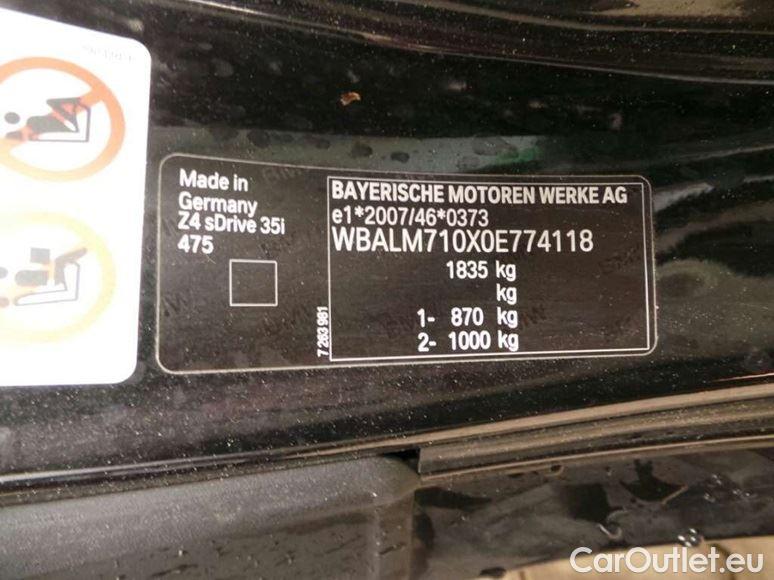 Made in
Germany
Z4 sDrive 35i
475
7 263 981
BAYERISCHE MOTOREN WERKE AG
e1*2007/46*0373
WBALM710X0E774118
1835 kg
kg
1- 870 kg
2- 1000 kg
CarOutlet.eu